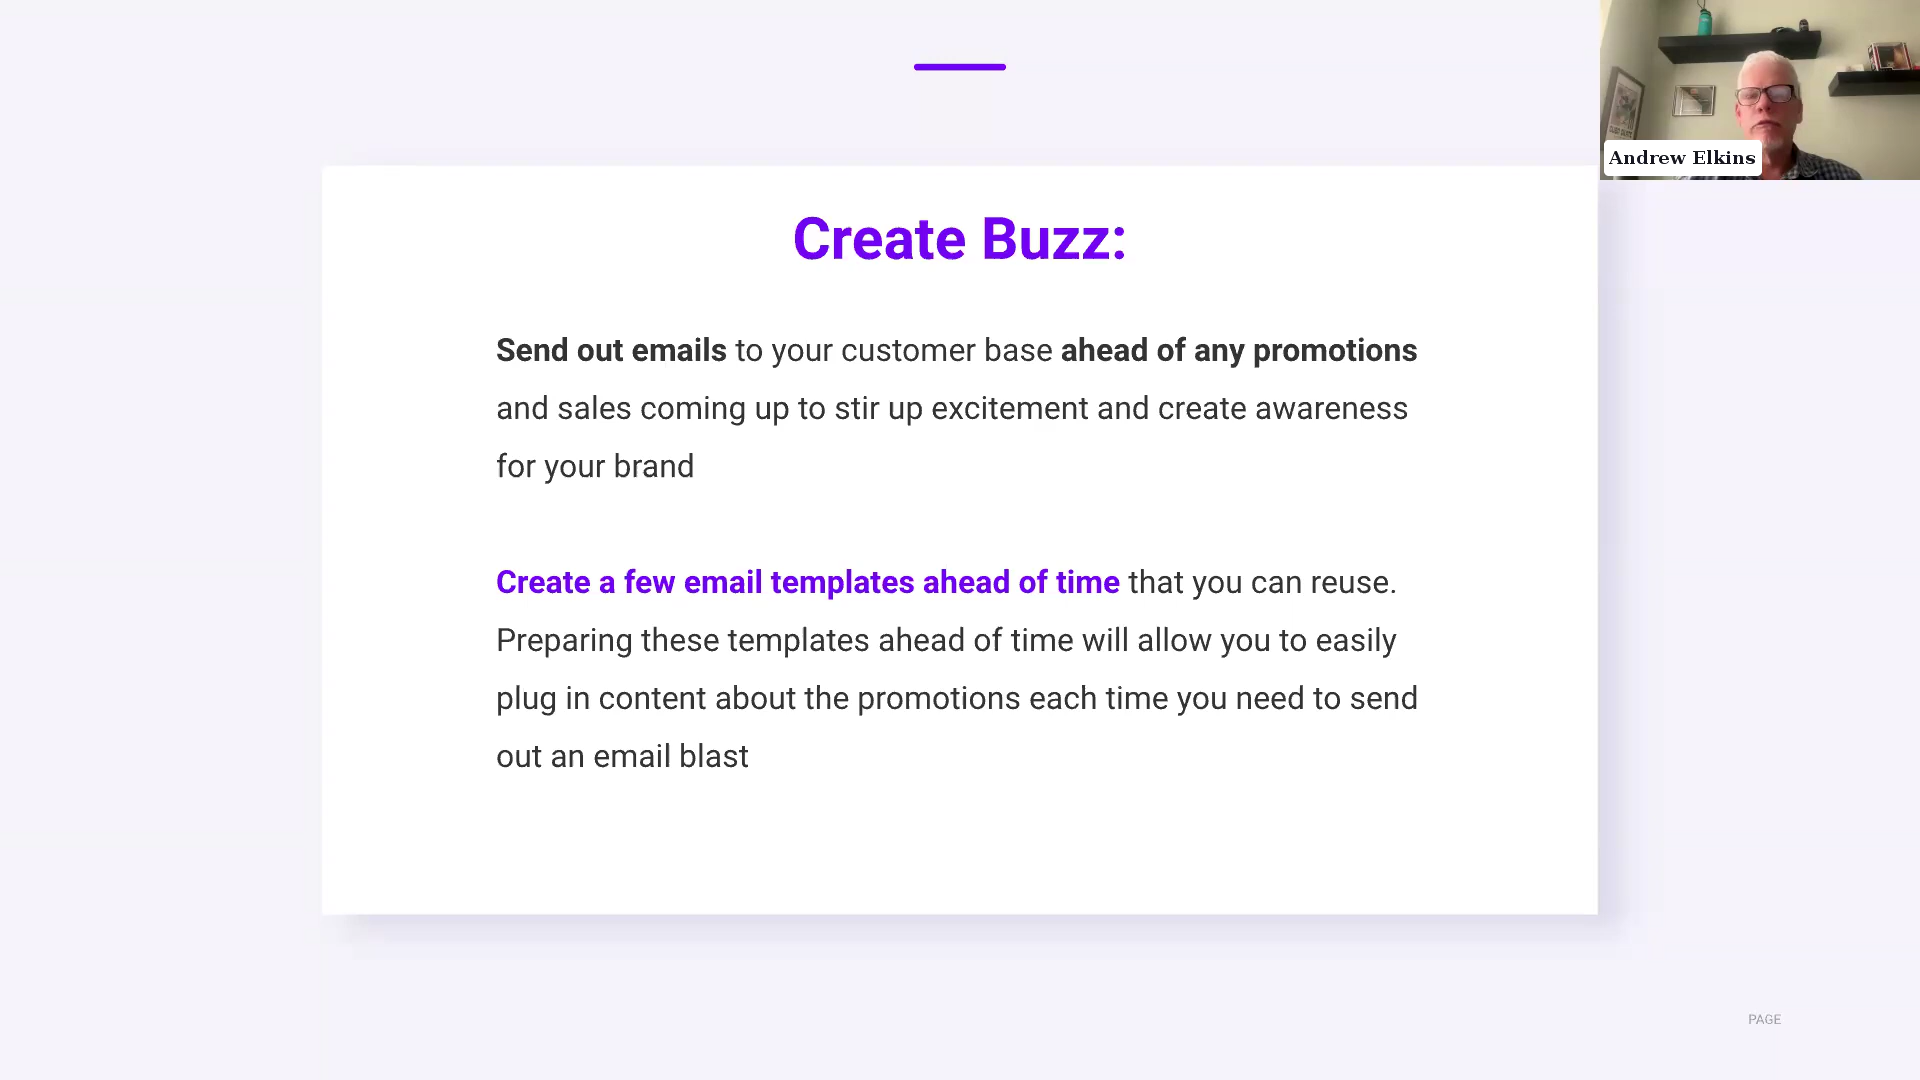 Create Buzz:
Send out emails to your customer base ahead of any promotions
and sales coming up to stir up excitement and create awareness
for your brand
Create a few email templates ahead of time that you can reuse.
Preparing these templates ahead of time will allow you to easily
plug in content about the promotions each time you need to send
out an email blast
Andrew Elkins
PAGE